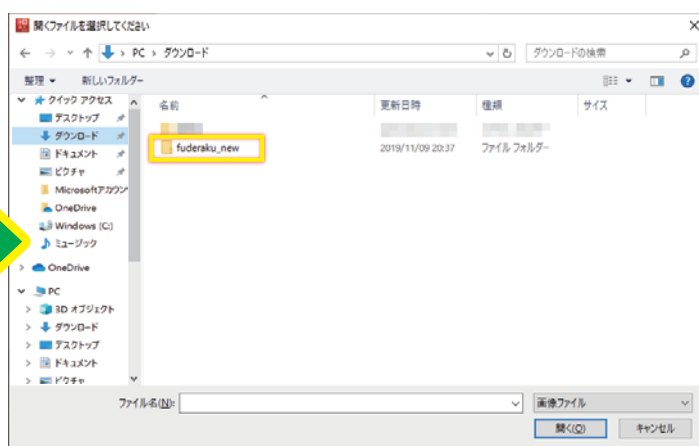 開くファイルを選択してください
PC > ダウンロード
ダウンロードの検索
整理 新しいフォルダー
クイック アクセス
デスクトップ
ダウンロード
ドキュメント
ピクチャ
Microsoftアカウン
OneDrive
Windows (C:)
ミュージック
OneDrive
PC
3D オブジェクト
ダウンロード
デスクトップ
ドキュメント
ピクチャ
名前 更新日時 種類 サイズ
fuderaku_new 2019/11/09 20:37 ファイル フォルダー
ファイル名(N): 画像ファイル
開く(O) キャンセル